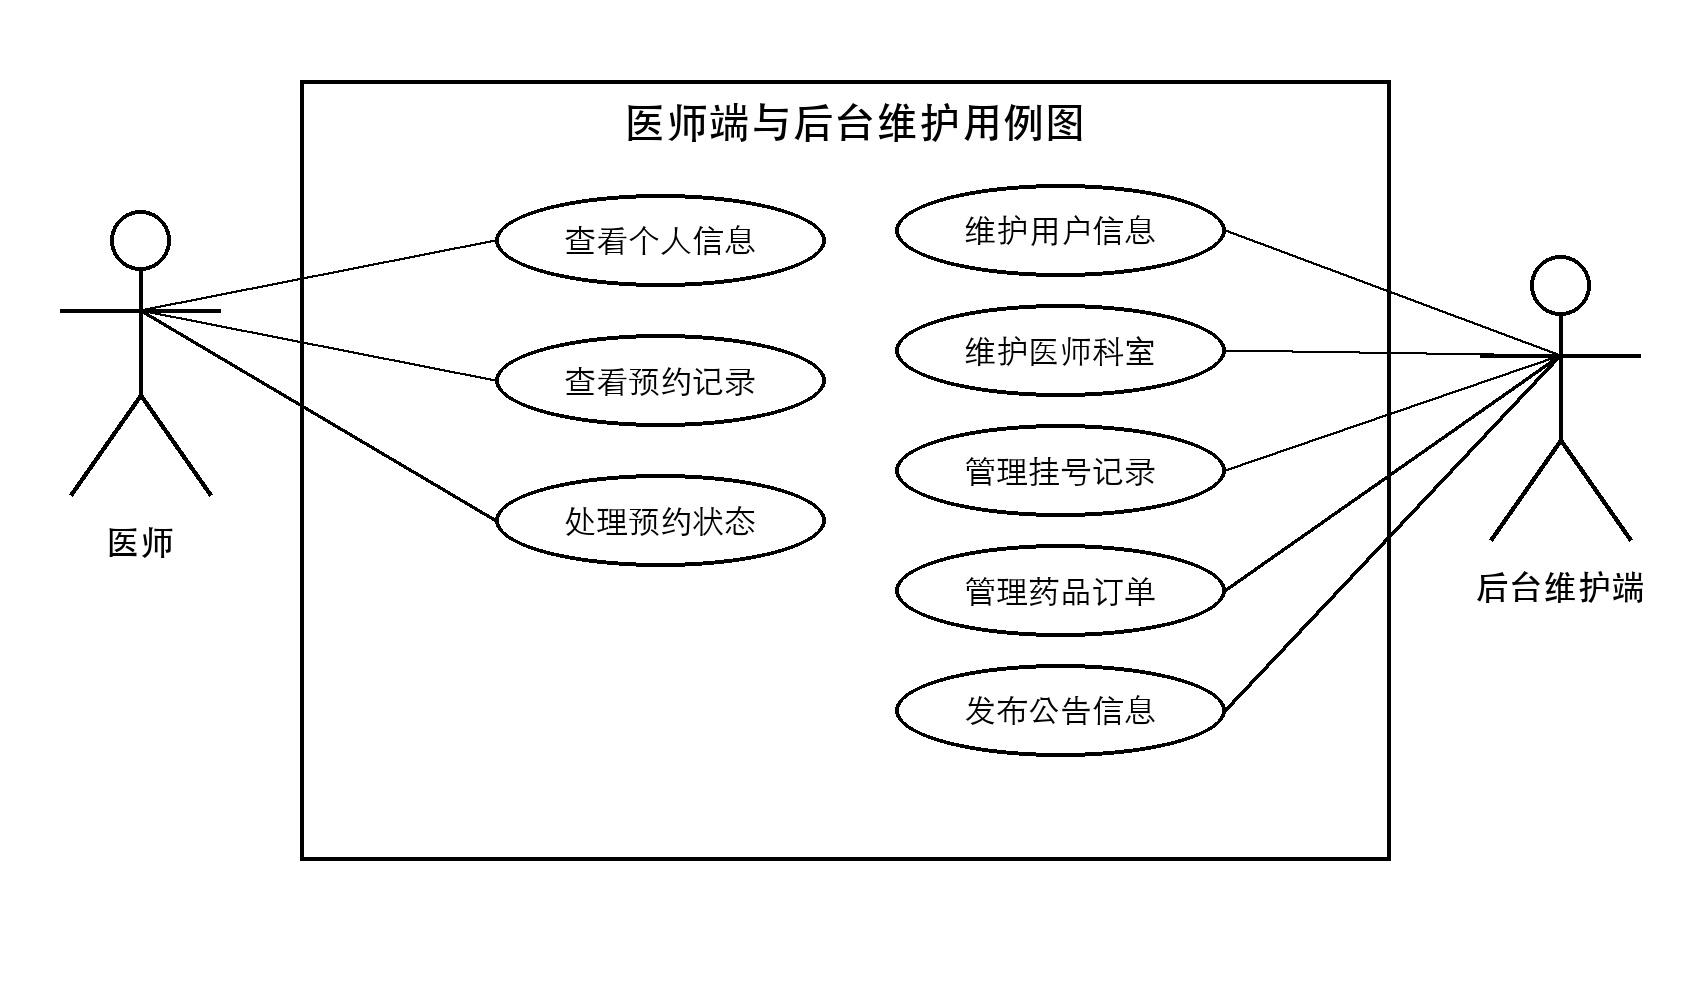 医师端与后台维护用例图
查看个人信息
查看预约记录
处理预约状态
医师
维护用户信息
维护医师科室
管理挂号记录
管理药品订单
发布公告信息
后台维护端